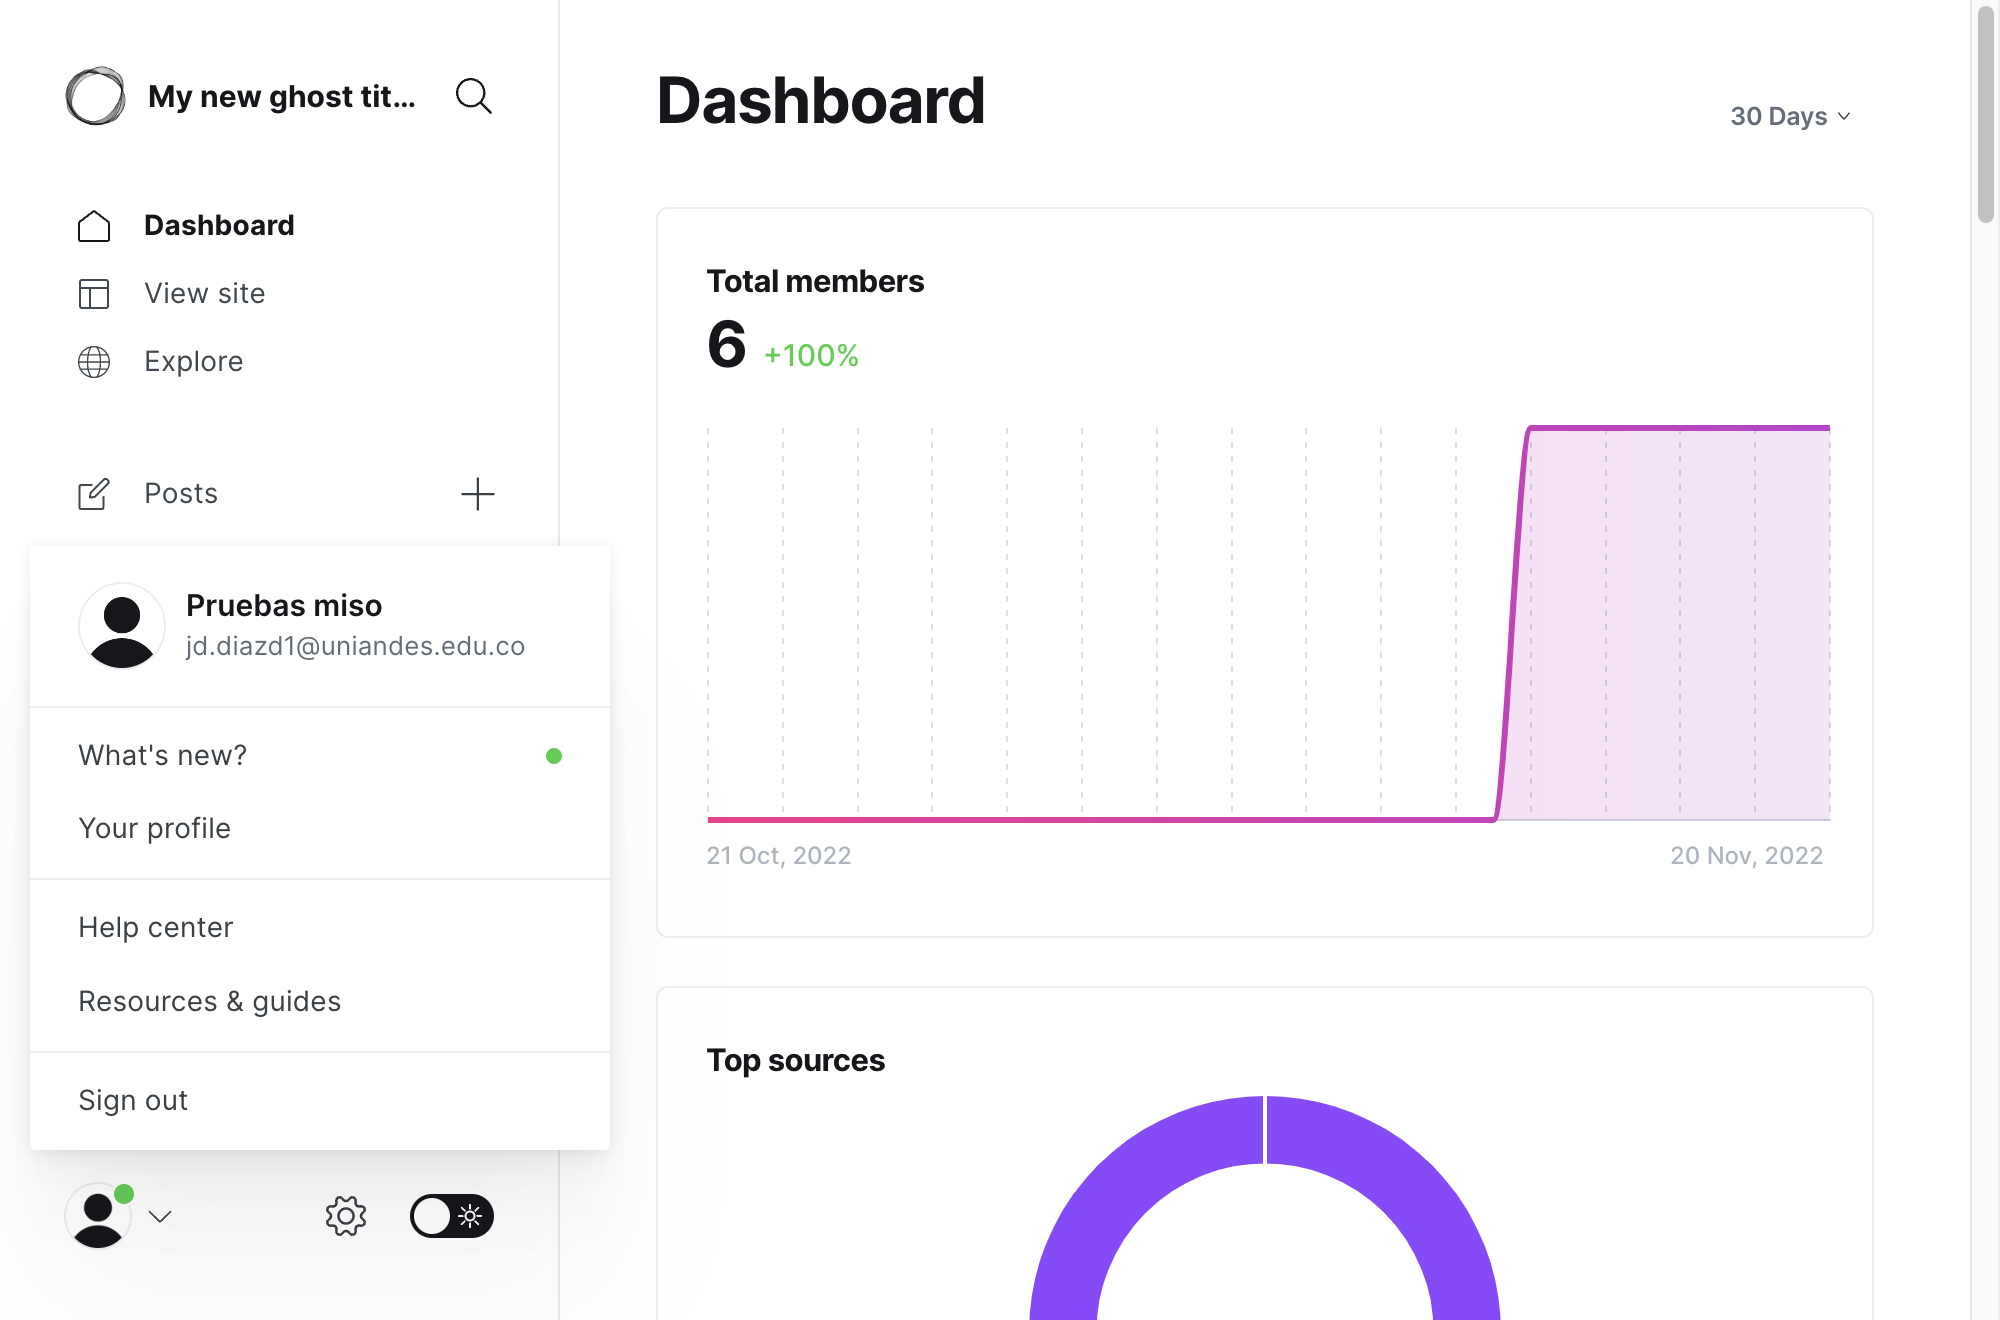 My new ghost tit...
Dashboard
View site
Explore
Posts
Pruebas miso
jd.diazd1@uniandes.edu.co
What's new?
Your profile
Help center
Resources & guides
Sign out
Dashboard
30 Days
Total members
6 +100%
21 Oct, 2022
20 Nov, 2022
Top sources